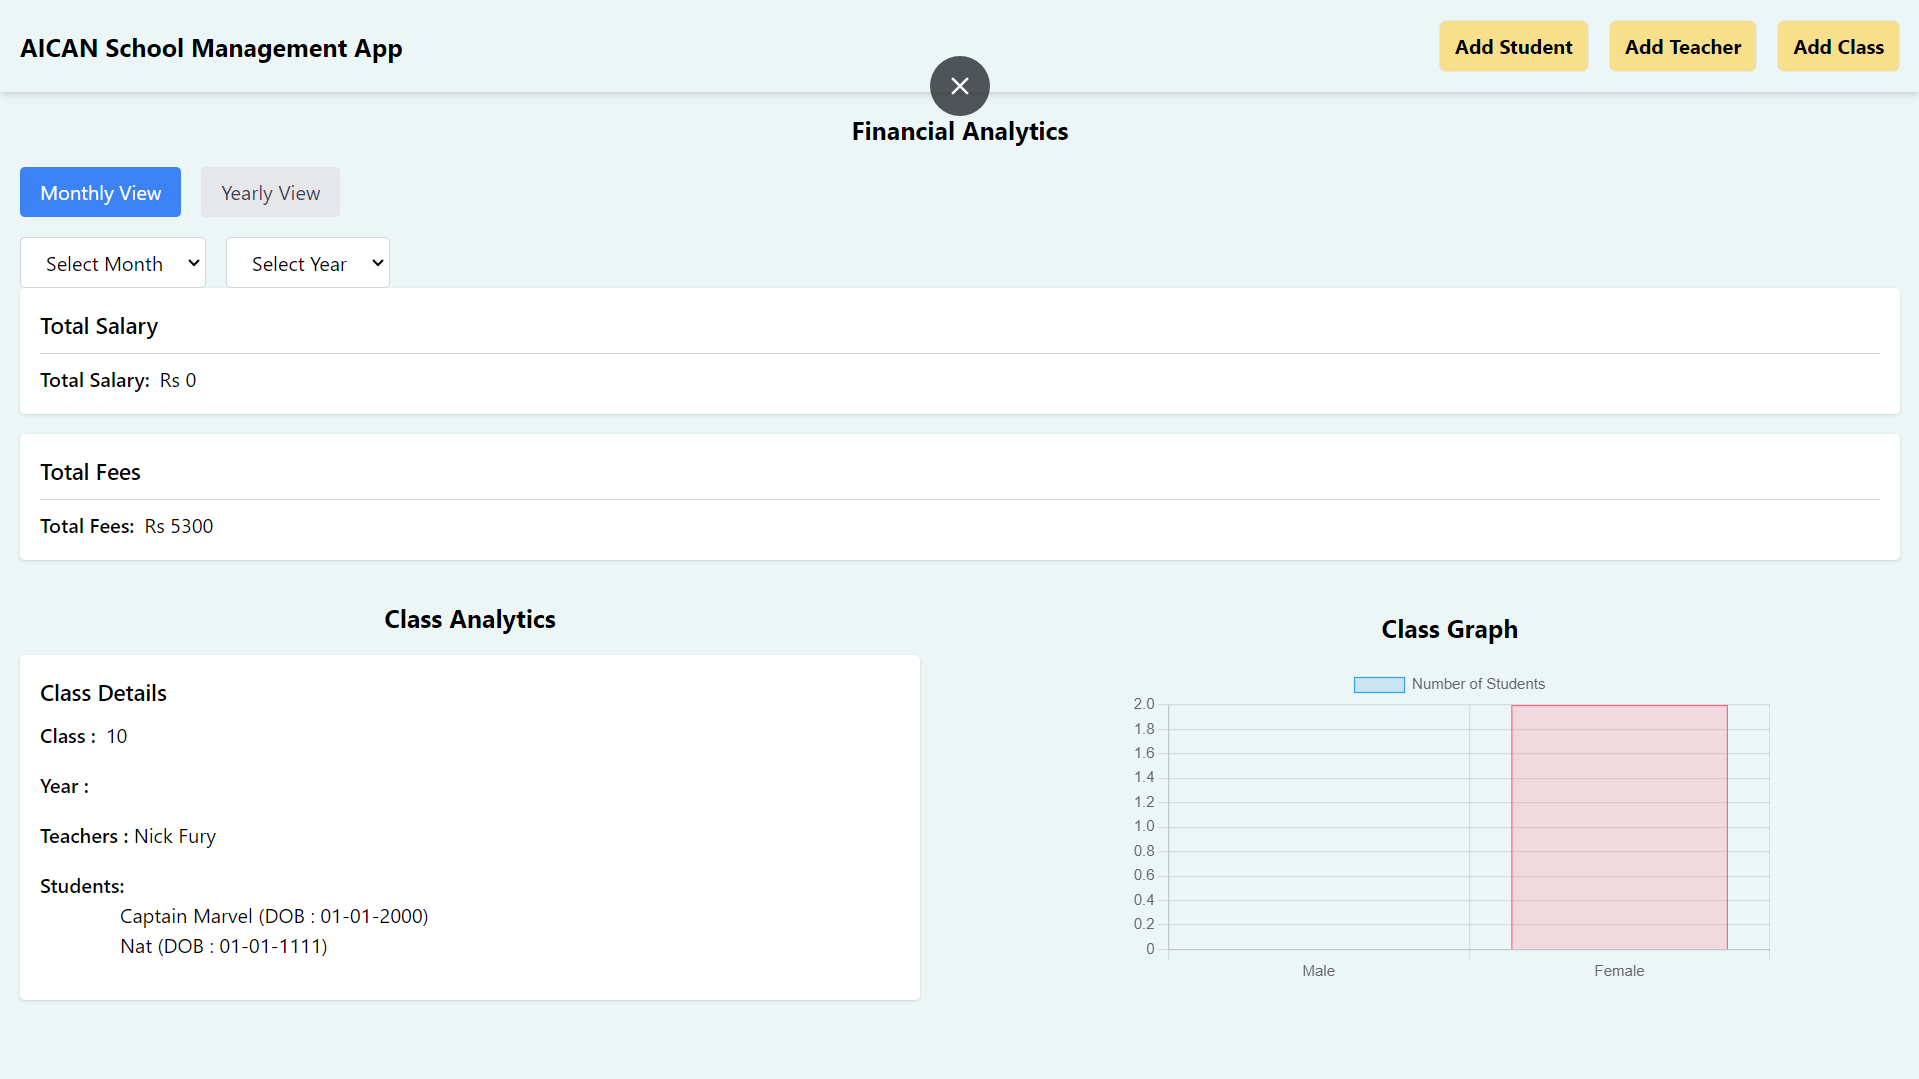 AICAN School Management App
Add Student
Add Teacher
Add Class
Financial Analytics
Monthly View
Yearly View
Select Month
Select Year
Total Salary
Total Salary: Rs 0
Total Fees
Total Fees: Rs 5300
Class Analytics
Class Details
Class : 10
Year :
Teachers : Nick Fury
Students:
Captain Marvel (DOB : 01-01-2000)
Nat (DOB : 01-01-1111)
Class Graph
Number of Students
2.0
1.8
1.6
1.4
1.2
1.0
0.8
0.6
0.4
0.2
0
Male Female